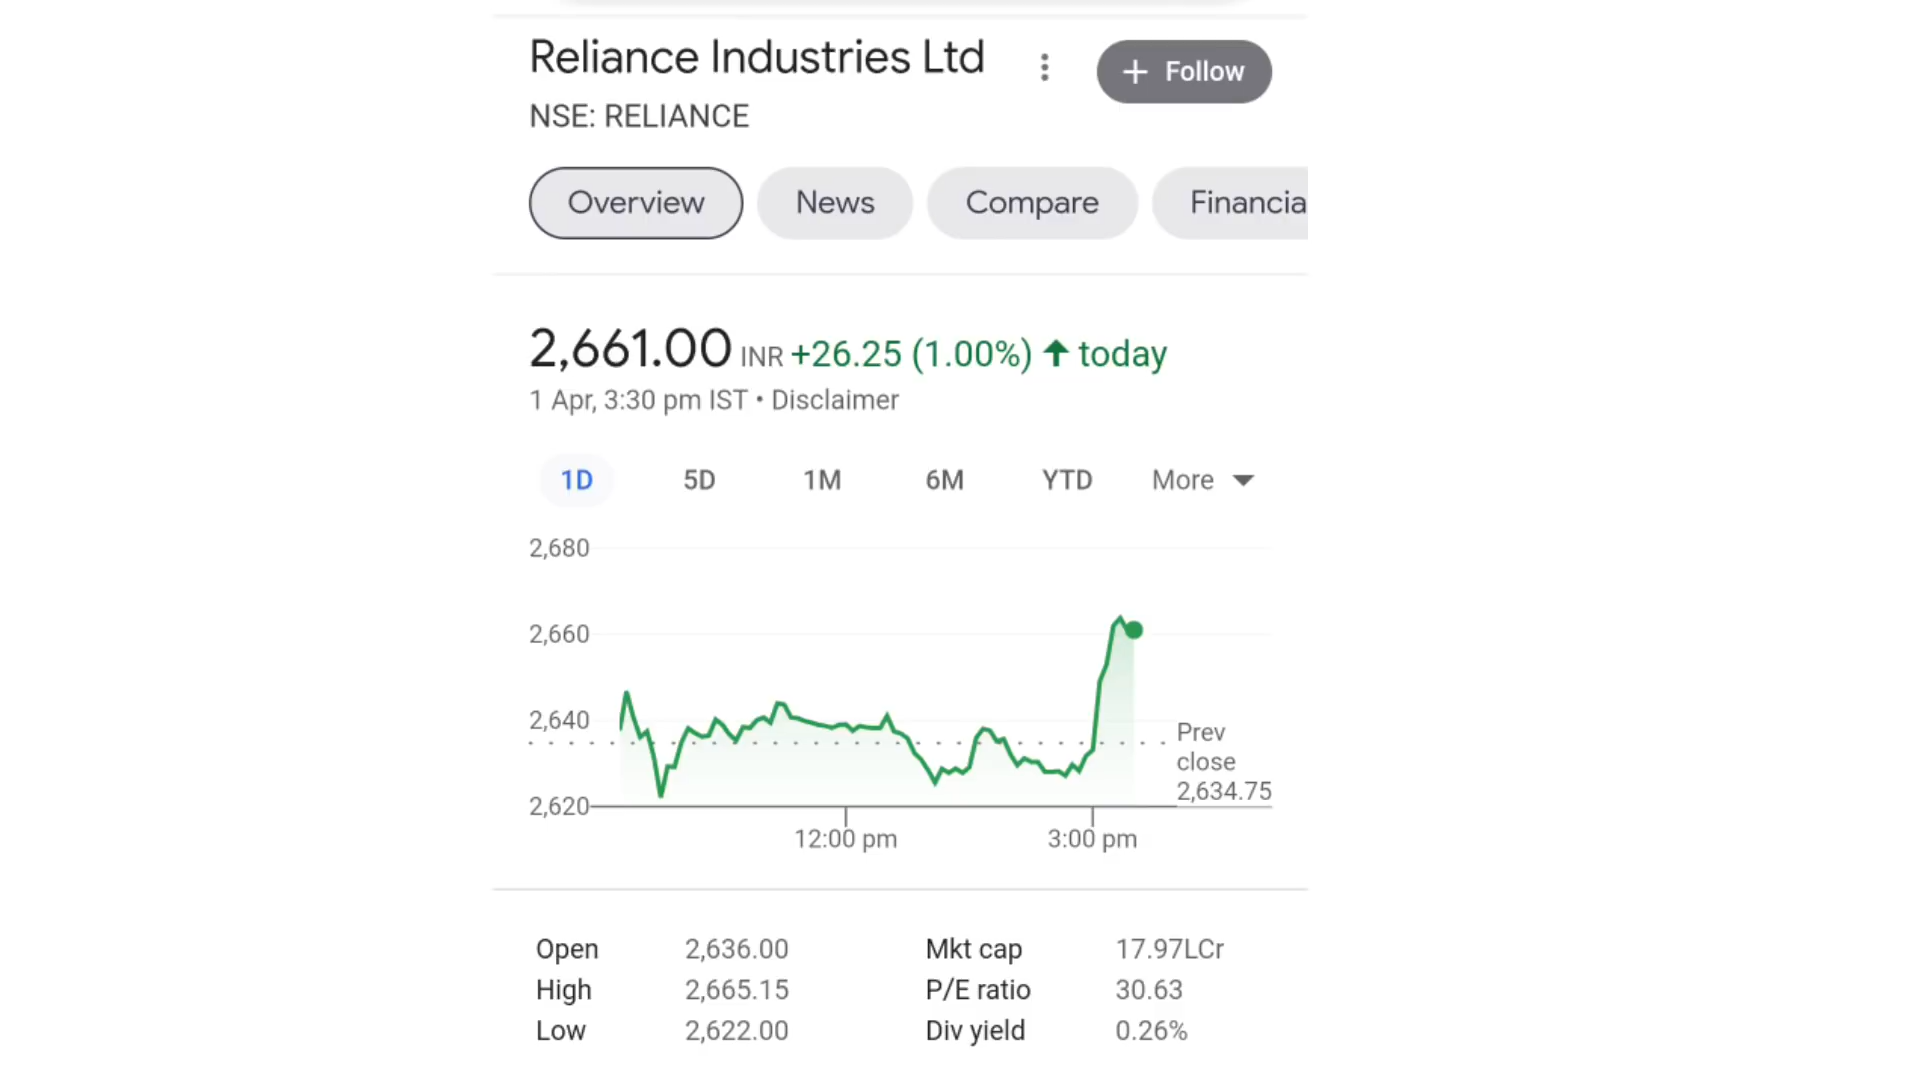 Reliance Industries Ltd
+ Follow
NSE: RELIANCE
Overview News Compare Financia
2,661.00 INR +26.25 (1.00%) ↑ today
1 Apr, 3:30 pm IST • Disclaimer
1D 5D 1M 6M YTD More
2,680
2,660
2,640
Prev
close
2,634.75
2,620
12:00 pm 3:00 pm
Open 2,636.00 Mkt cap 17.97LCr
High 2,665.15 P/E ratio 30.63
Low 2,622.00 Div yield 0.26%